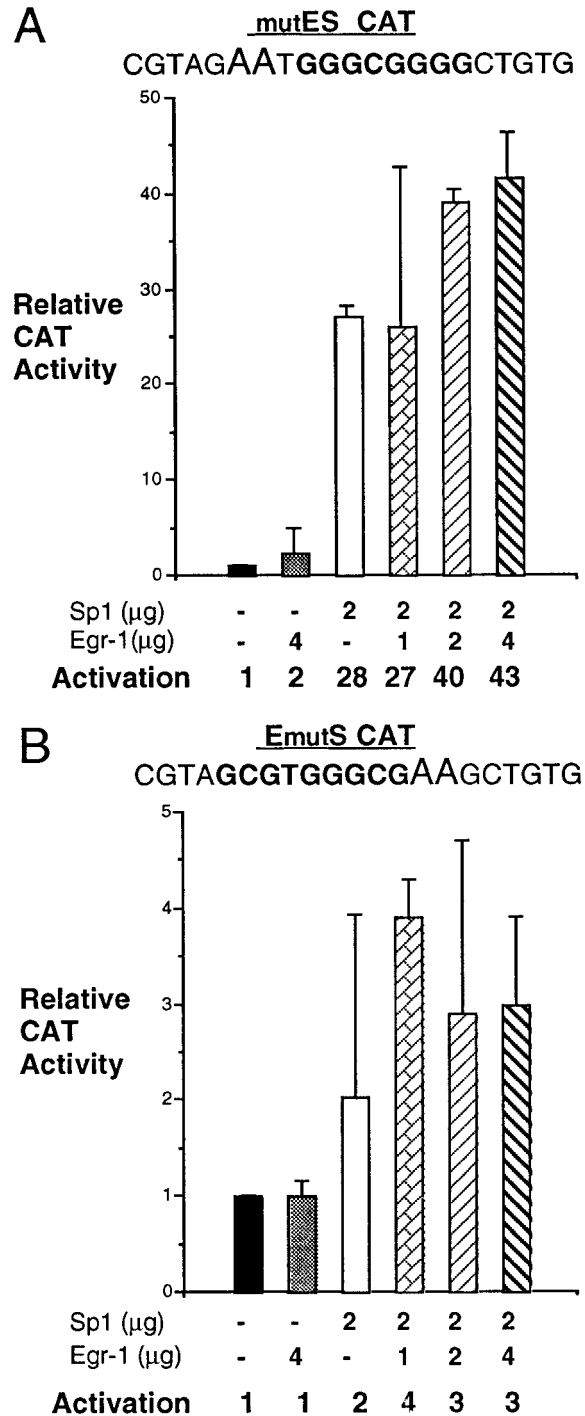 A
mutES CAT
CGTAGAATGGGCGGGGCTGTG
50
40
30
20
10
0
Relative
CAT
Activity
Sp1 (µg) - - 2 2 2 2
Egr-1(µg) - 4 - 1 2 4
Activation 1 2 28 27 40 43
B
EmutS CAT
CGTAGCGTGGGCGAAGCTGTG
5
4
3
2
1
0
Relative
CAT
Activity
Sp1 (µg) - - 2 2 2 2
Egr-1 (µg) - 4 - 1 2 4
Activation 1 1 2 4 3 3